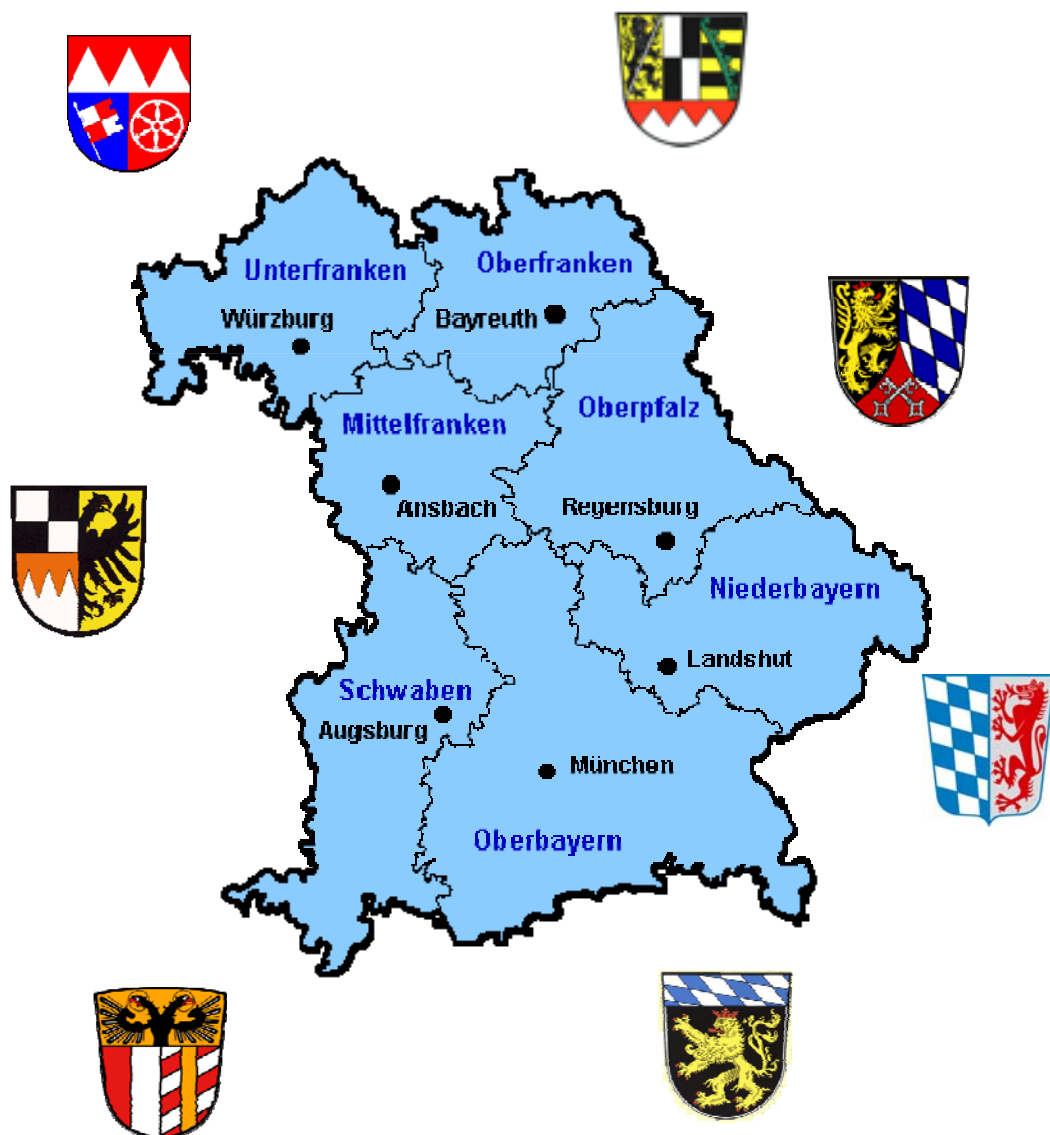 Oberfranken
Unterfranken
Würzburg
Bayreuth
Oberpfalz
Mittelfranken
Ansbach
Regensburg
Niederbayern
Landshut
Schwaben
Augsburg
München
Oberbayern